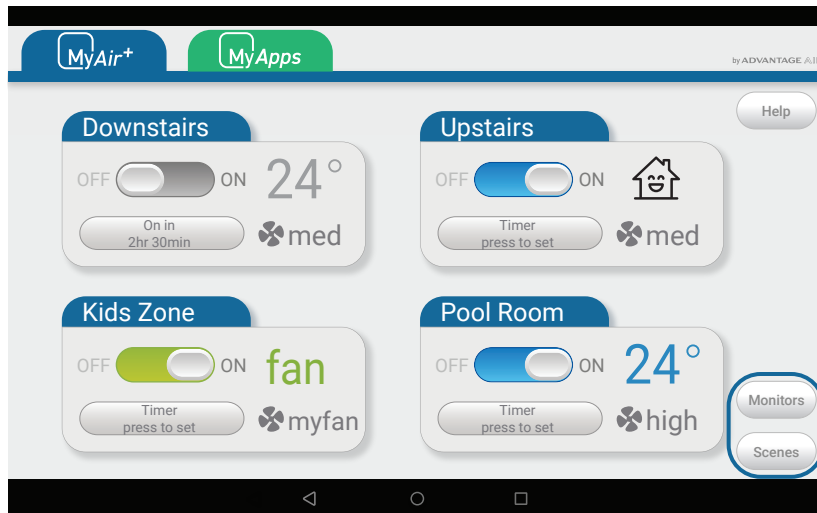 MyAir+
MyApps
by ADVANTAGE AIR
Help
Downstairs
OFF ON 24°
On in
2hr 30min
med
Upstairs
OFF ON
Timer
press to set
med
Kids Zone
OFF ON fan
Timer
press to set
myfan
Pool Room
OFF ON 24°
Timer
press to set
high
Monitors
Scenes